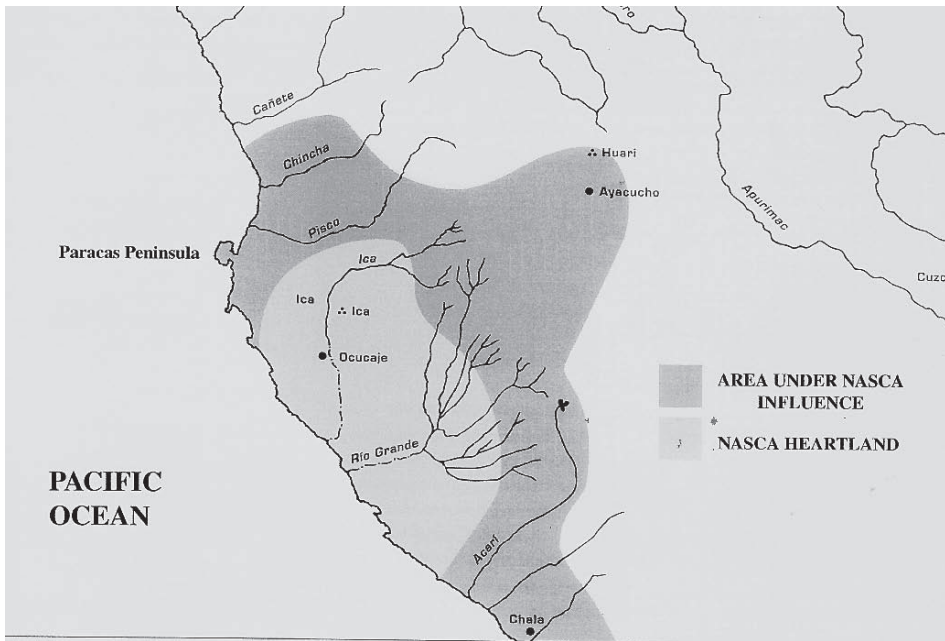 Cañete
Chincha
Huari
Ayacucho
Apurimac
Pisco
Paracas Peninsula
Ica
Cuzc
Ica
Ica
Ocucaje
AREA UNDER NASCA
INFLUENCE
NASCA HEARTLAND
Río Grande
PACIFIC
OCEAN
Acarí
Chala